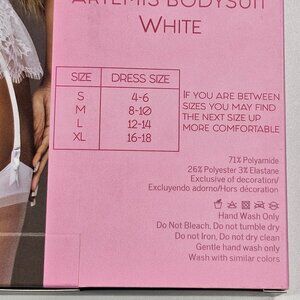 ARTEMIS BODYSUIT
WHITE
SIZE DRESS SIZE
S 4-6
M 8-10
L 12-14
XL 16-18
IF YOU ARE BETWEEN
SIZES YOU MAY FIND
THE NEXT SIZE UP
MORE COMFORTABLE
71% Polyamide
26% Polyester 3% Elastane
Exclusive of decoration/
Excluyendo adorno/Hors décoration
Hand Wash Only
Do Not Bleach, Do not tumble dry
Do not Iron, Do not dry clean
Gentle hand wash only
Wash with similar colors